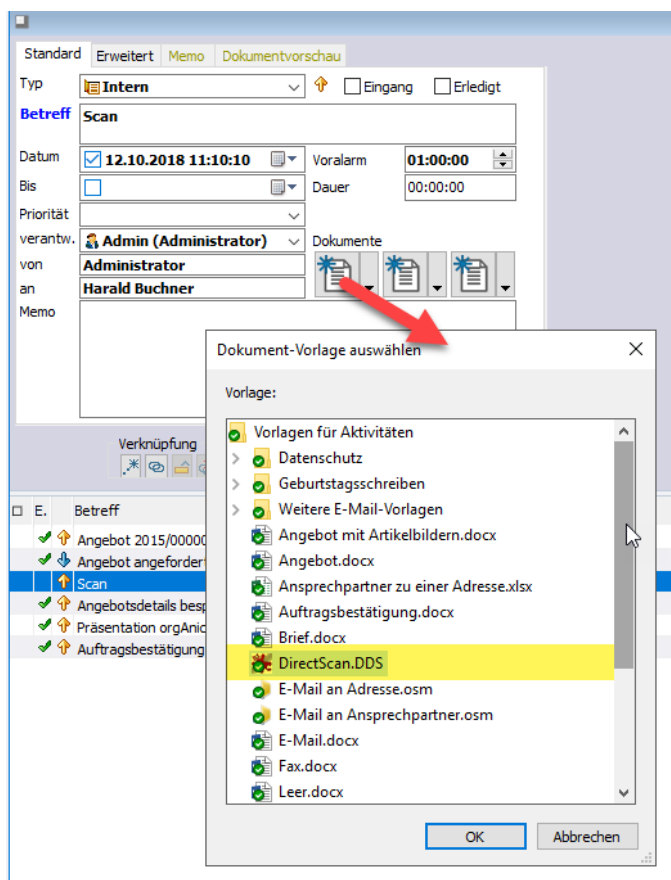 Standard Erweitert Memo Dokumentvorschau
Typ Intern Eingang Erledigt
Betreff Scan
Datum 12.10.2018 11:10:10 Voralarm 01:00:00
Bis Dauer 00:00:00
Priorität
verantw. Admin (Administrator) Dokumente
von Administrator
an Harald Buchner
Memo
Dokument-Vorlage auswählen
Vorlage:
Vorlagen für Aktivitäten
Datenschutz
Geburtstagsschreiben
Weitere E-Mail-Vorlagen
Angebot mit Artikelbildern.docx
Angebot.docx
Ansprechpartner zu einer Adresse.xlsx
Auftragsbestätigung.docx
Brief.docx
DirectScan.DDS
E-Mail an Adresse.osm
E-Mail an Ansprechpartner.osm
E-Mail.docx
Fax.docx
Leer.docx
OK Abbrechen
Verknüpfung
E. Betreff
Angebot 2015/0000
Angebot angefordert
Scan
Angebotsdetails besp
Präsentation orgAnic
Auftragsbestätigung